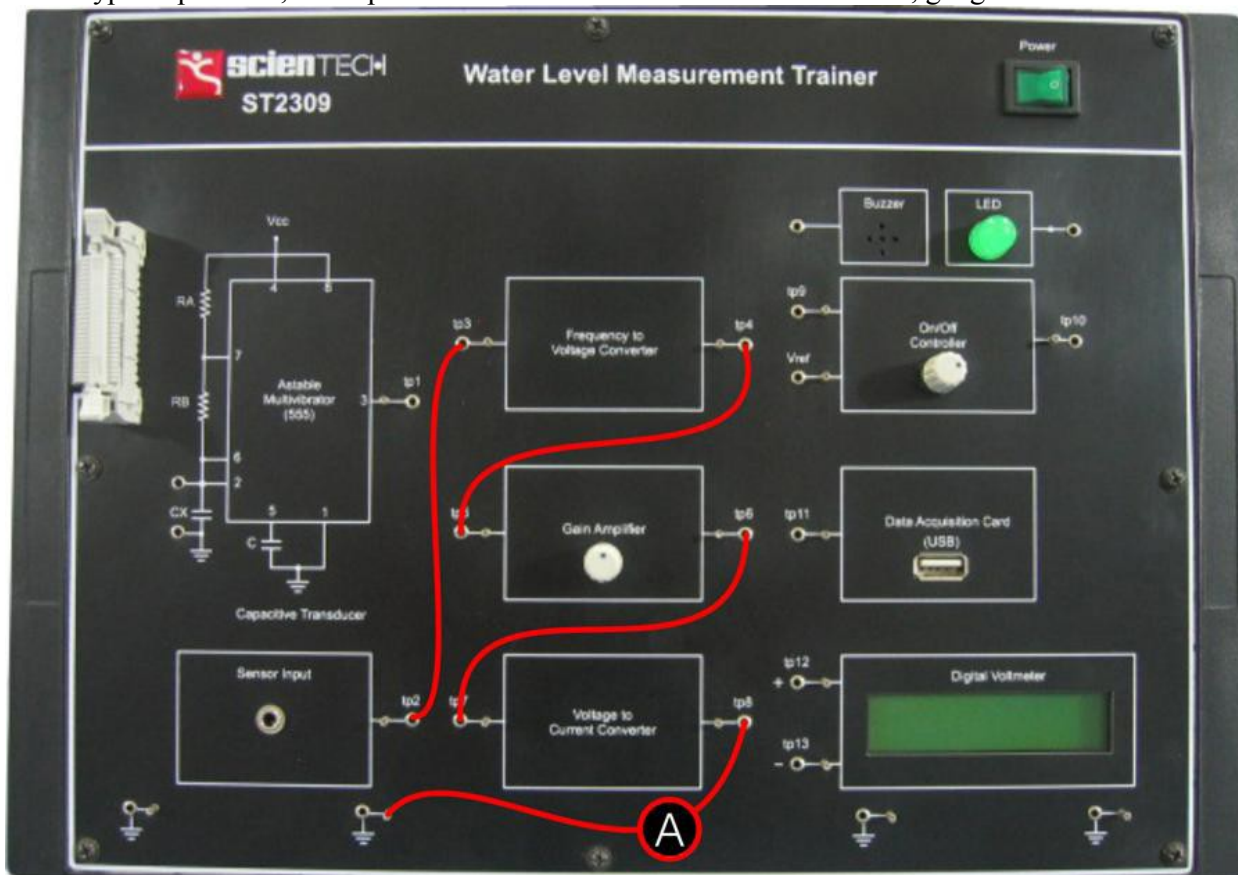 scienTECH
ST2309
Water Level Measurement Trainer
Power
Vcc
4
8
RA
7
Astable
Multivibrator
(555)
3
tp1
RB
6
2
CX
5
1
C
Capacitive Transducer
Sensor Input
tp2
tp3
Frequency to
Voltage Converter
tp4
Gain Amplifier
tp6
Voltage to
Current Converter
tp8
A
Buzzer
LED
tp9
Vref
On/Off
Controller
tp10
tp11
Data Acquisition Card
(USB)
tp12
+
tp13
-
Digital Voltmeter